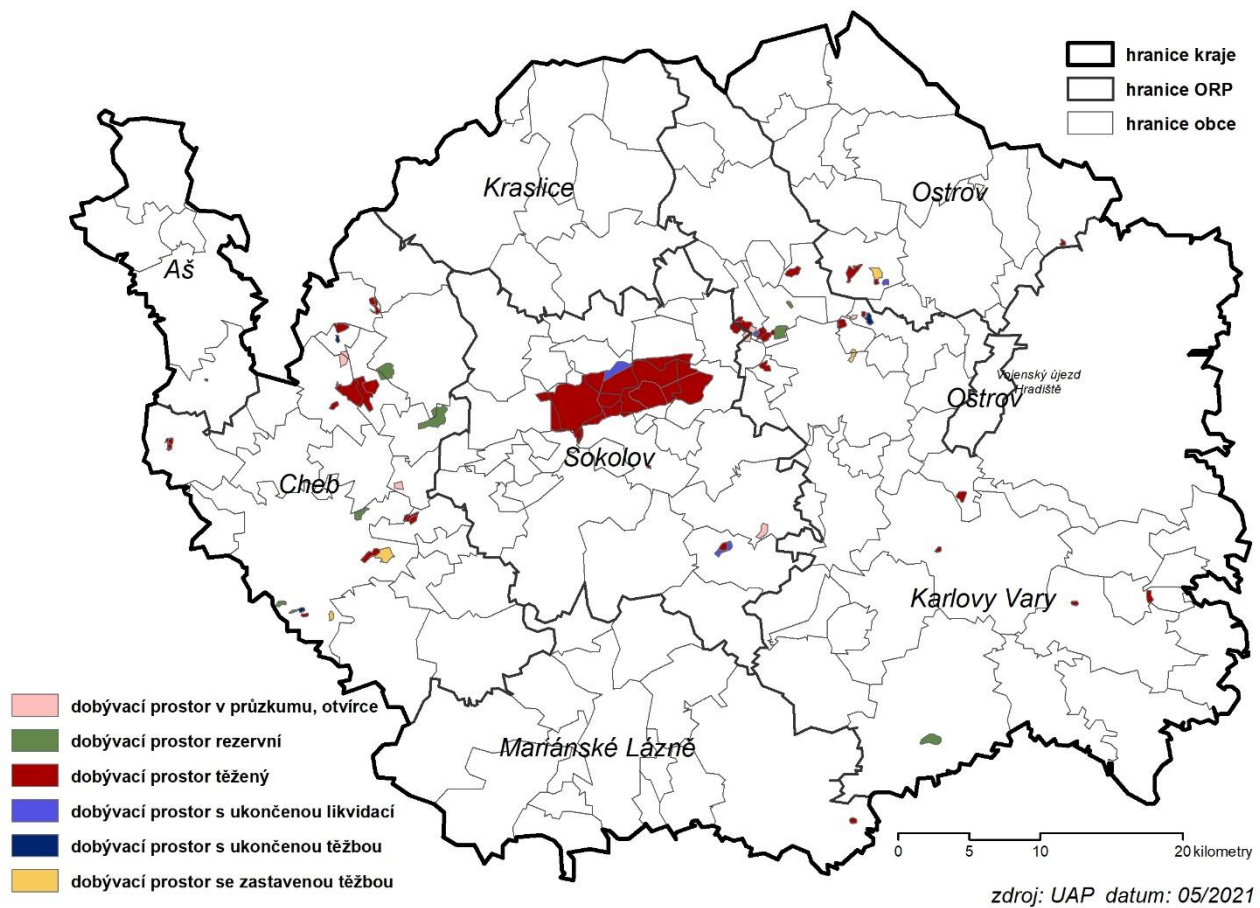 hranice kraje
hranice ORP
hranice obce
Kraslice
Ostrov
Aš
Vojenský újezd
Hradiště
Ostrov
Sokolov
Cheb
Karlovy Vary
Mariánské Lázně
dobývací prostor v průzkumu, otvírce
dobývací prostor rezervní
dobývací prostor těžený
dobývací prostor s ukončenou likvidací
dobývací prostor s ukončenou těžbou
dobývací prostor se zastavenou těžbou
0 5 10 20 kilometry
zdroj: UAP datum: 05/2021